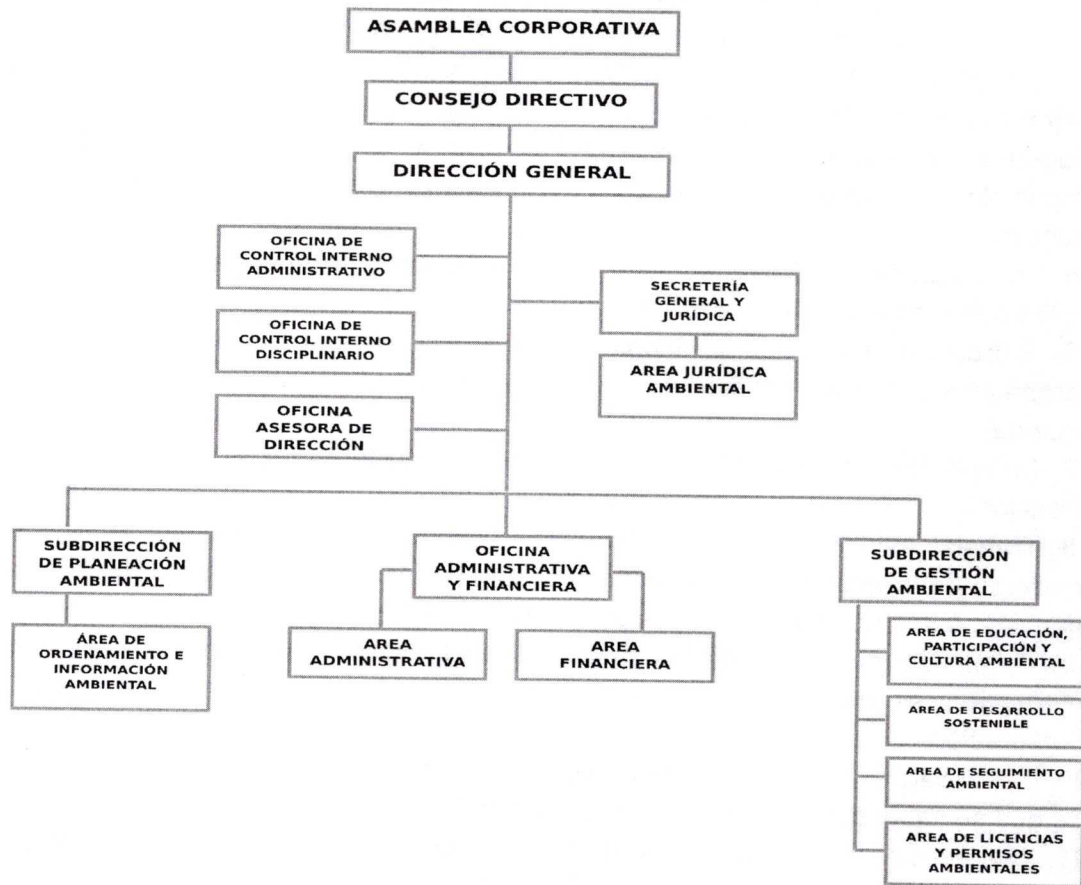 ASAMBLEA CORPORATIVA
CONSEJO DIRECTIVO
DIRECCIÓN GENERAL
OFICINA DE
CONTROL INTERNO
ADMINISTRATIVO
SECRETERÍA
GENERAL Y
JURÍDICA
OFICINA DE
CONTROL INTERNO
DISCIPLINARIO
AREA JURÍDICA
AMBIENTAL
OFICINA
ASESORA DE
DIRECCIÓN
SUBDIRECCIÓN
DE PLANEACIÓN
AMBIENTAL
OFICINA
ADMINISTRATIVA
Y FINANCIERA
SUBDIRECCIÓN
DE GESTIÓN
AMBIENTAL
ÁREA DE
ORDENAMIENTO E
INFORMACIÓN
AMBIENTAL
AREA
ADMINISTRATIVA
AREA
FINANCIERA
AREA DE EDUCACIÓN,
PARTICIPACIÓN Y
CULTURA AMBIENTAL
AREA DE DESARROLLO
SOSTENIBLE
AREA DE SEGUIMIENTO
AMBIENTAL
AREA DE LICENCIAS
Y PERMISOS
AMBIENTALES